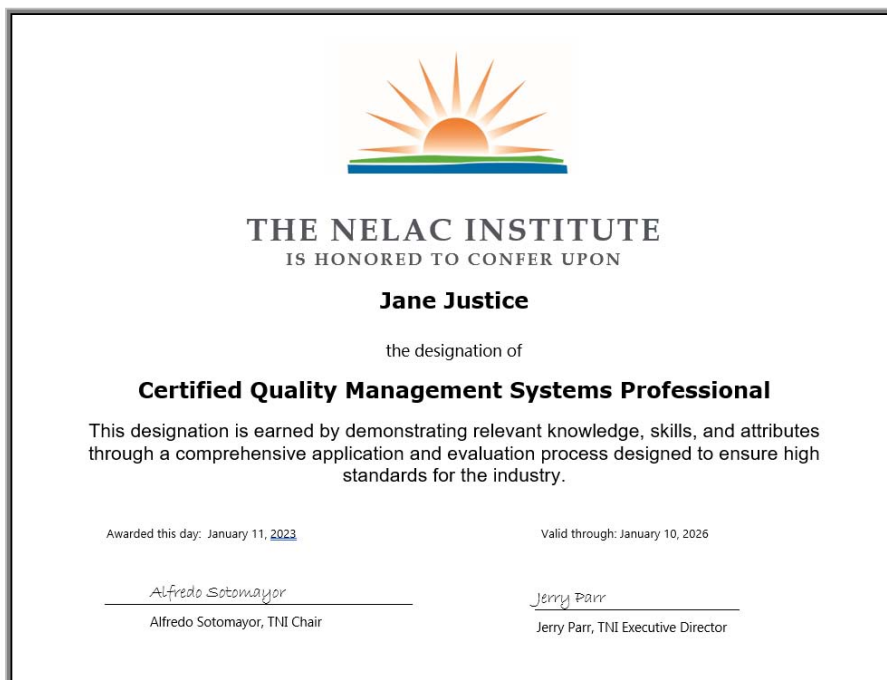 THE NELAC INSTITUTE
IS HONORED TO CONFER UPON
Jane Justice
the designation of
Certified Quality Management Systems Professional
This designation is earned by demonstrating relevant knowledge, skills, and attributes
through a comprehensive application and evaluation process designed to ensure high
standards for the industry.
Awarded this day: January 11, 2023
Valid through: January 10, 2026
Alfredo Sotomayor
Jerry Parr
Alfredo Sotomayor, TNI Chair
Jerry Parr, TNI Executive Director